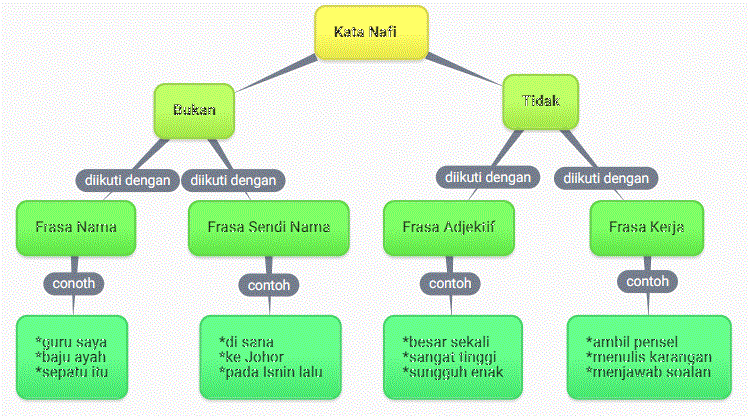 Kata Nafi
Bukan
Tidak
diikuti dengan
diikuti dengan
diikuti dengan
diikuti dengan
Frasa Nama
Frasa Sendi Nama
Frasa Adjektif
Frasa Kerja
conoth
contoh
contoh
contoh
*guru saya
*baju ayah
*sepatu itu
*di sana
*ke Johor
*pada Isnin lalu
*besar sekali
*sangat tinggi
*sungguh enak
*ambil pensel
*menulis karangan
*menjawab soalan